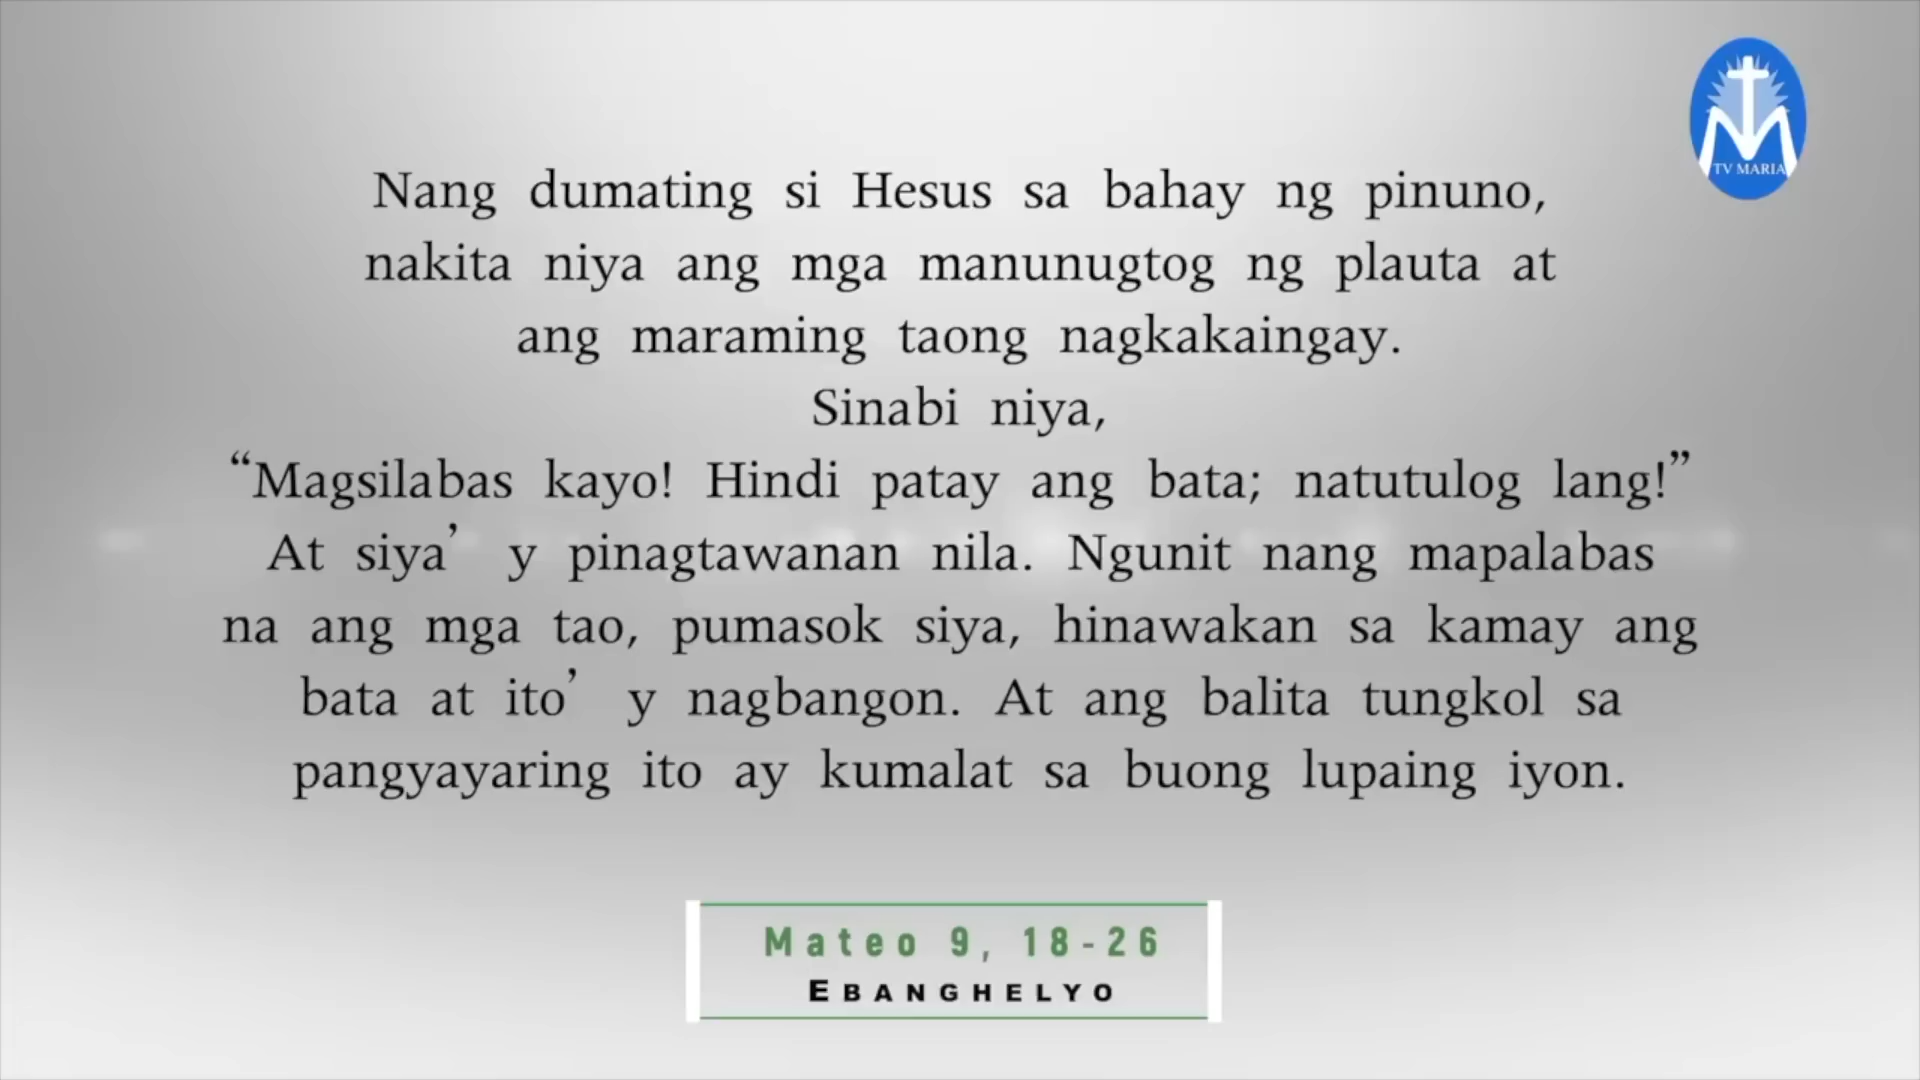 TV MARIA
Nang dumating si Hesus sa bahay ng pinuno,
nakita niya ang mga manunugtog ng plauta at
ang maraming taong nagkakaingay.
Sinabi niya,
“Magsilabas kayo! Hindi patay ang bata; natutulog lang!”
At siya’ y pinagtawanan nila. Ngunit nang mapalabas
na ang mga tao, pumasok siya, hinawakan sa kamay ang
bata at ito’ y nagbangon. At ang balita tungkol sa
pangyayaring ito ay kumalat sa buong lupaing iyon.
Mateo 9, 18-26
EBANGHELYO